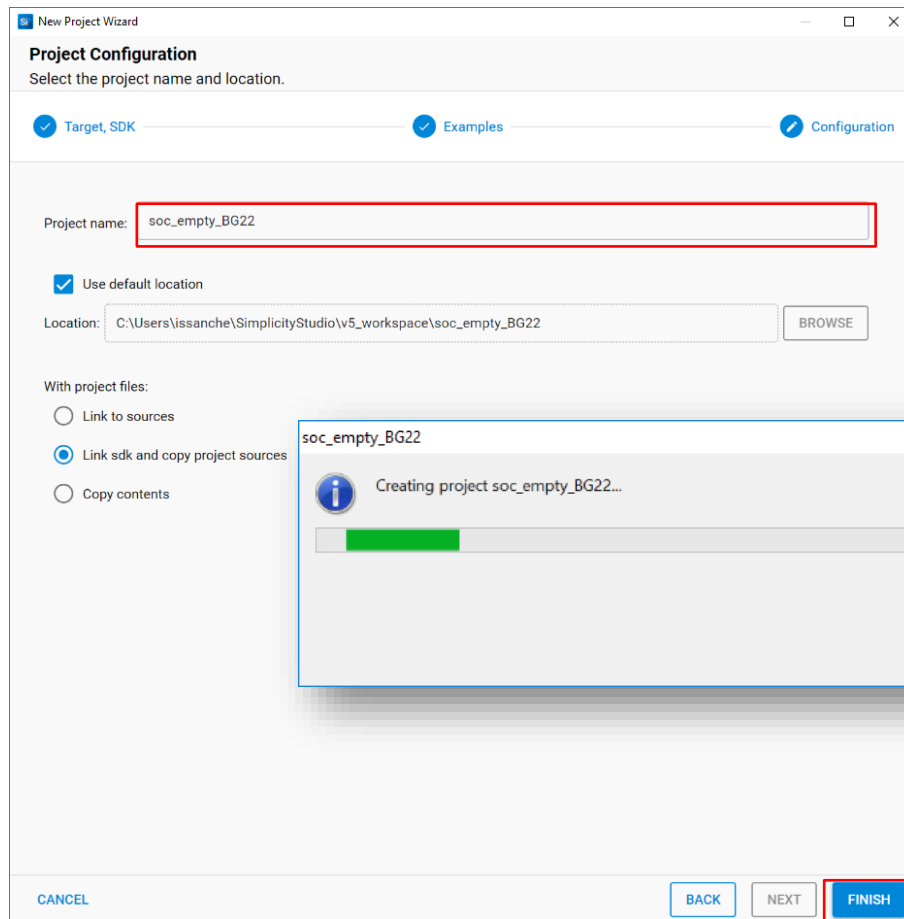 Si New Project Wizard
Project Configuration
Select the project name and location.
Target, SDK
Examples
Configuration
Project name: soc_empty_BG22
Use default location
Location: C:\Users\issanche\SimplicityStudio\v5_workspace\soc_empty_BG22 BROWSE
With project files:
Link to sources
Link sdk and copy project sources
Copy contents
soc_empty_BG22
Creating project soc_empty_BG22...
CANCEL
BACK
NEXT
FINISH